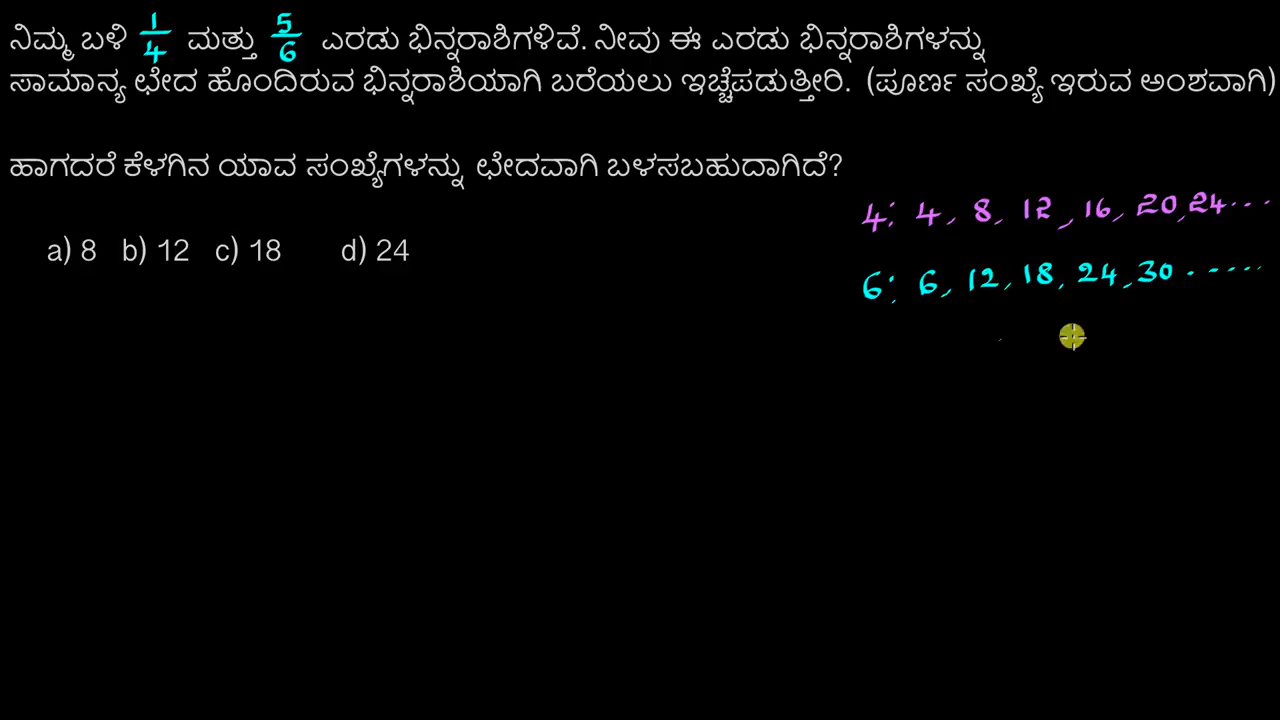 ನಿಮ್ಮ ಬಳಿ 1/4 ಮತ್ತು 5/6 ಎರಡು ಭಿನ್ನರಾಶಿಗಳಿವೆ. ನೀವು ಈ ಎರಡು ಭಿನ್ನರಾಶಿಗಳನ್ನು
ಸಾಮಾನ್ಯ ಛೇದ ಹೊಂದಿರುವ ಭಿನ್ನರಾಶಿಯಾಗಿ ಬರೆಯಲು ಇಚ್ಚೆಪಡುತ್ತೀರಿ. (ಪೂರ್ಣ ಸಂಖ್ಯೆ ಇರುವ ಅಂಶವಾಗಿ)
ಹಾಗದರೆ ಕೆಳಗಿನ ಯಾವ ಸಂಖ್ಯೆಗಳನ್ನು ಛೇದವಾಗಿ ಬಳಸಬಹುದಾಗಿದೆ?
4: 4, 8, 12, 16, 20, 24...
a) 8 b) 12 c) 18 d) 24
6: 6, 12, 18, 24, 30......